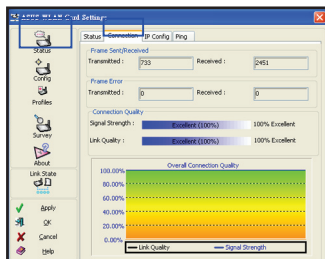 ASUS WLAN Card Settings
Status
Connection
IP Config
Ping
Status
Config
Profiles
Survey
About
Link State
Apply
OK
Cancel
Help
Frame Sent/Received
Transmitted : 733 Received : 2451
Frame Error
Transmitted : 0 Received : 0
Connection Quality
Signal Strength : Excellent (100%) 100% Excellent
Link Quality : Excellent (100%) 100% Excellent
Overall Connection Quality
100.00%
80.00%
60.00%
40.00%
20.00%
0.00%
Link Quality Signal Strength